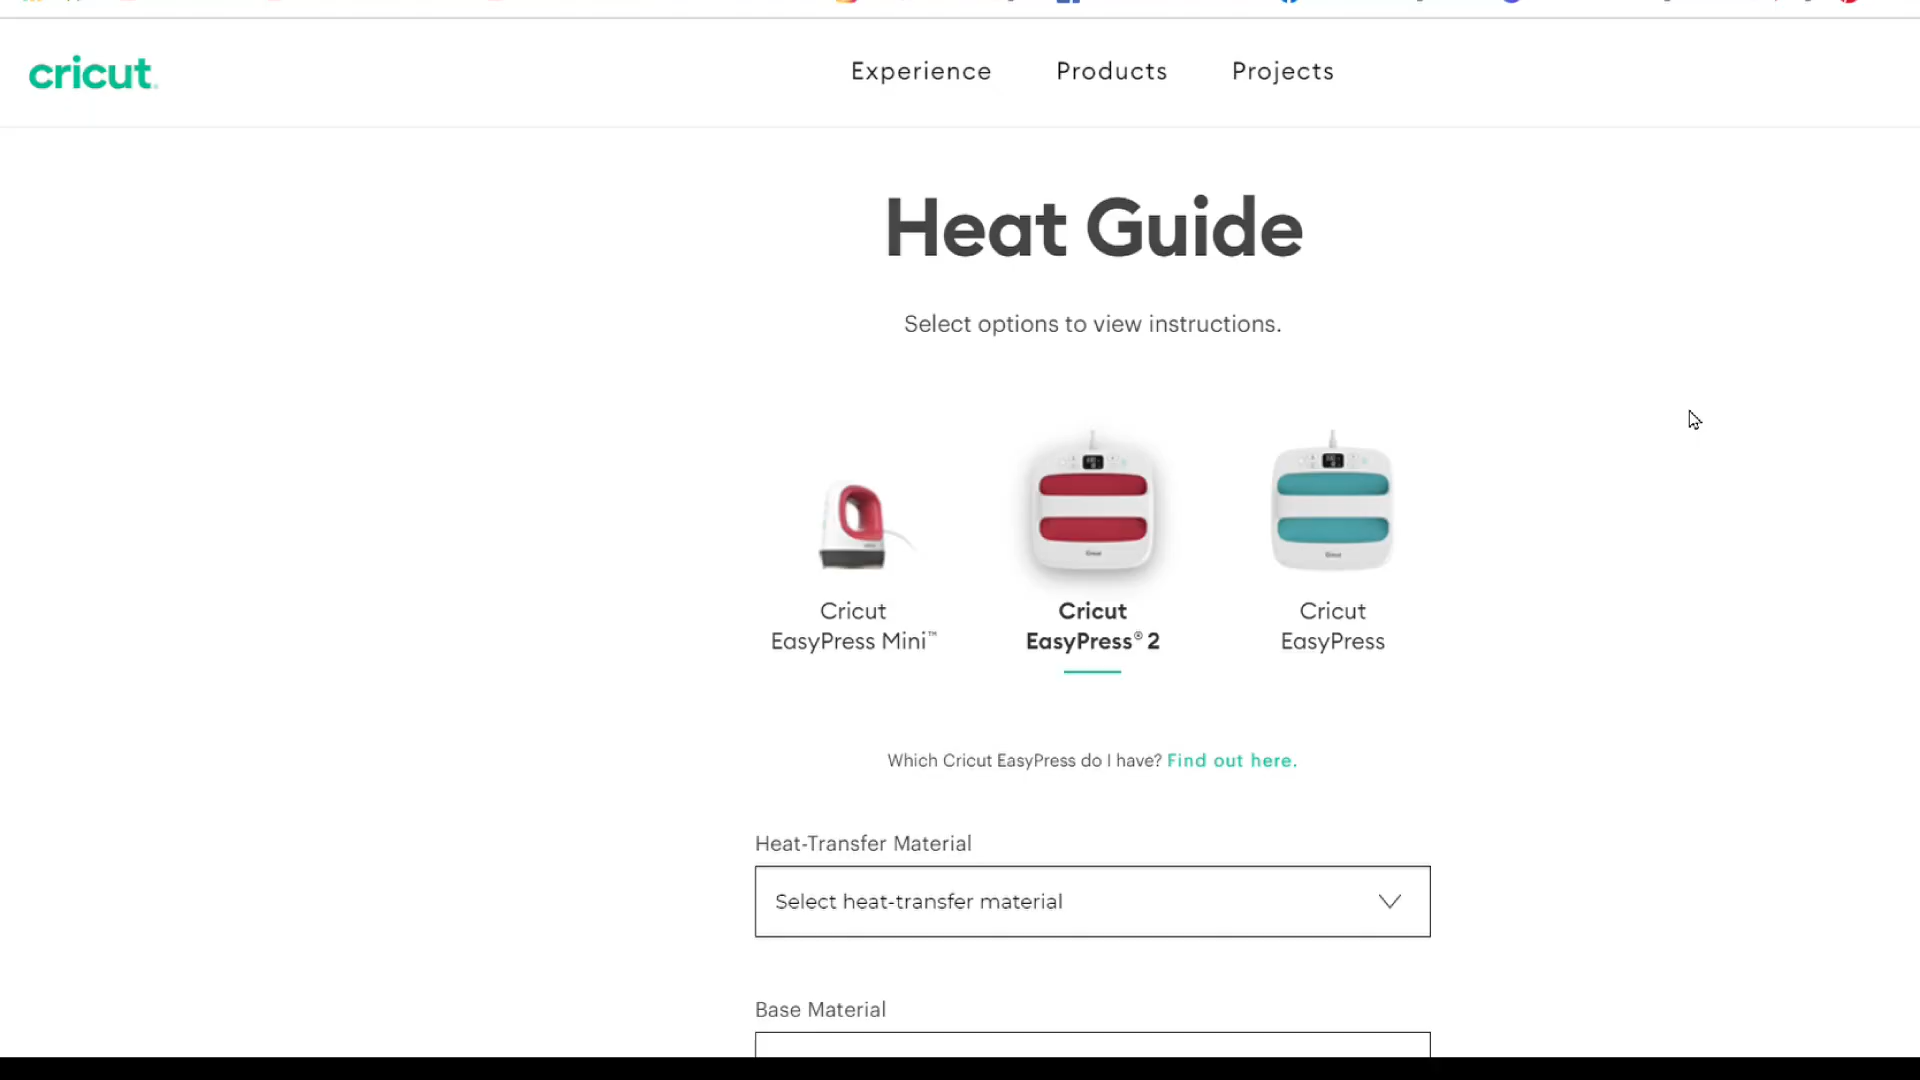 cricut
Experience
Products
Projects
Heat Guide
Select options to view instructions.
Cricut
EasyPress Mini™
Cricut
EasyPress® 2
Cricut
EasyPress
Which Cricut EasyPress do I have? Find out here.
Heat-Transfer Material
Select heat-transfer material
Base Material